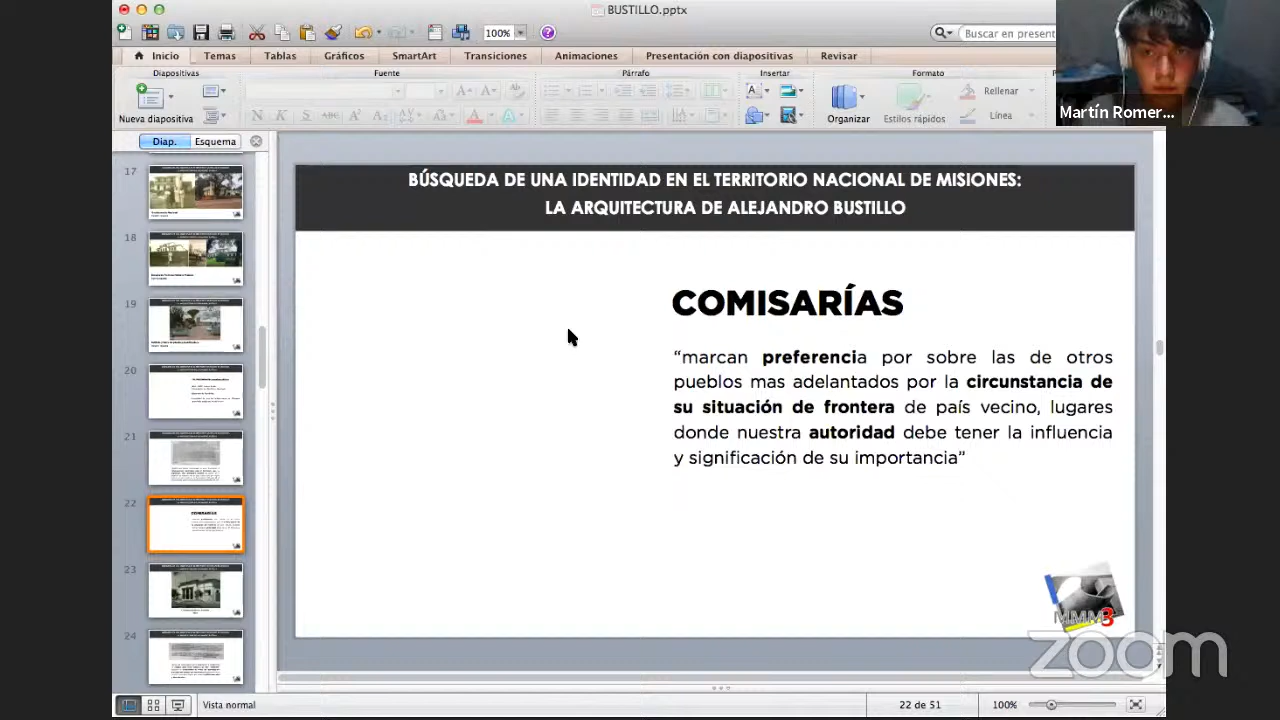 BUSTILLO.pptx
100%
Buscar en present
Inicio Temas Tablas Gráficos SmartArt Transiciones Animaciones Presentación con diapositivas Revisar
Diapositivas Fuente Párrafo Insertar Formato
Nueva diapositiva Organizar Estilos rápidos Rellenar
Línea
N C S ABC
Martín Romer...
Diap. Esquema
17
18
19
20
21
22
23
24
BÚSQUEDA DE UNA IDENTIDAD EN EL TERRITORIO NACIONAL DE MISIONES:
LA ARQUITECTURA DE ALEJANDRO BUSTILLO
COMISARÍAS
“marcan preferencia por sobre las de otros
pueblos mas adelantados por la circunstancia de
su situación de frontera de país vecino, lugares
donde nuestra autoridad debe tener la influencia
y significación de su importancia”
MMM3
zoom
Vista normal 22 de 51 100%